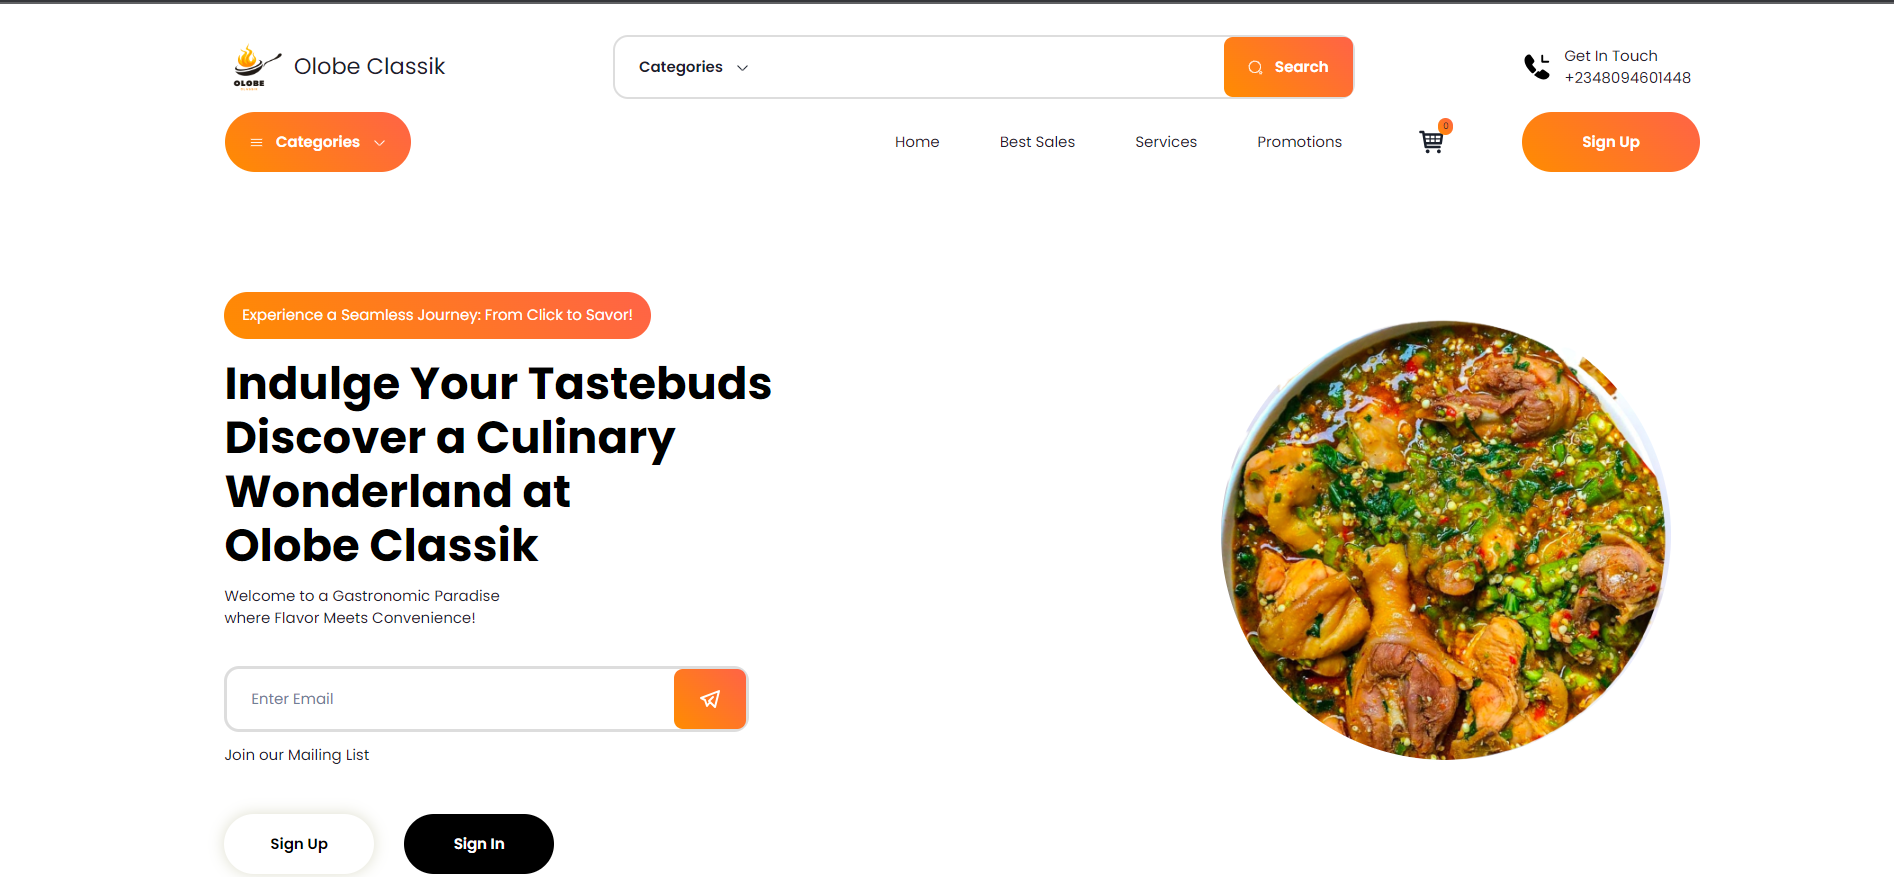 OLOBE
CLASSIK
Olobe Classik
Categories
Search
Get In Touch
+2348094601448
Categories
Home
Best Sales
Services
Promotions
0
Sign Up
Experience a Seamless Journey: From Click to Savor!
Indulge Your Tastebuds
Discover a Culinary
Wonderland at
Olobe Classik
Welcome to a Gastronomic Paradise
where Flavor Meets Convenience!
Enter Email
Join our Mailing List
Sign Up
Sign In